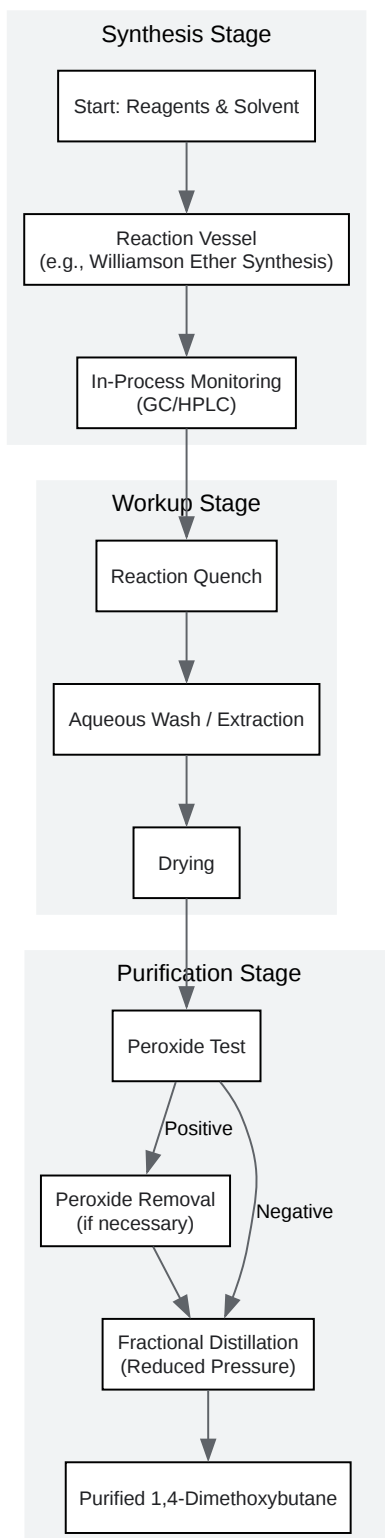 Synthesis Stage
Start: Reagents & Solvent
Reaction Vessel
(e.g., Williamson Ether Synthesis)
In-Process Monitoring
(GC/HPLC)
Workup Stage
Reaction Quench
Aqueous Wash / Extraction
Drying
Purification Stage
Peroxide Test
Positive
Peroxide Removal
(if necessary)
Negative
Fractional Distillation
(Reduced Pressure)
Purified 1,4-Dimethoxybutane